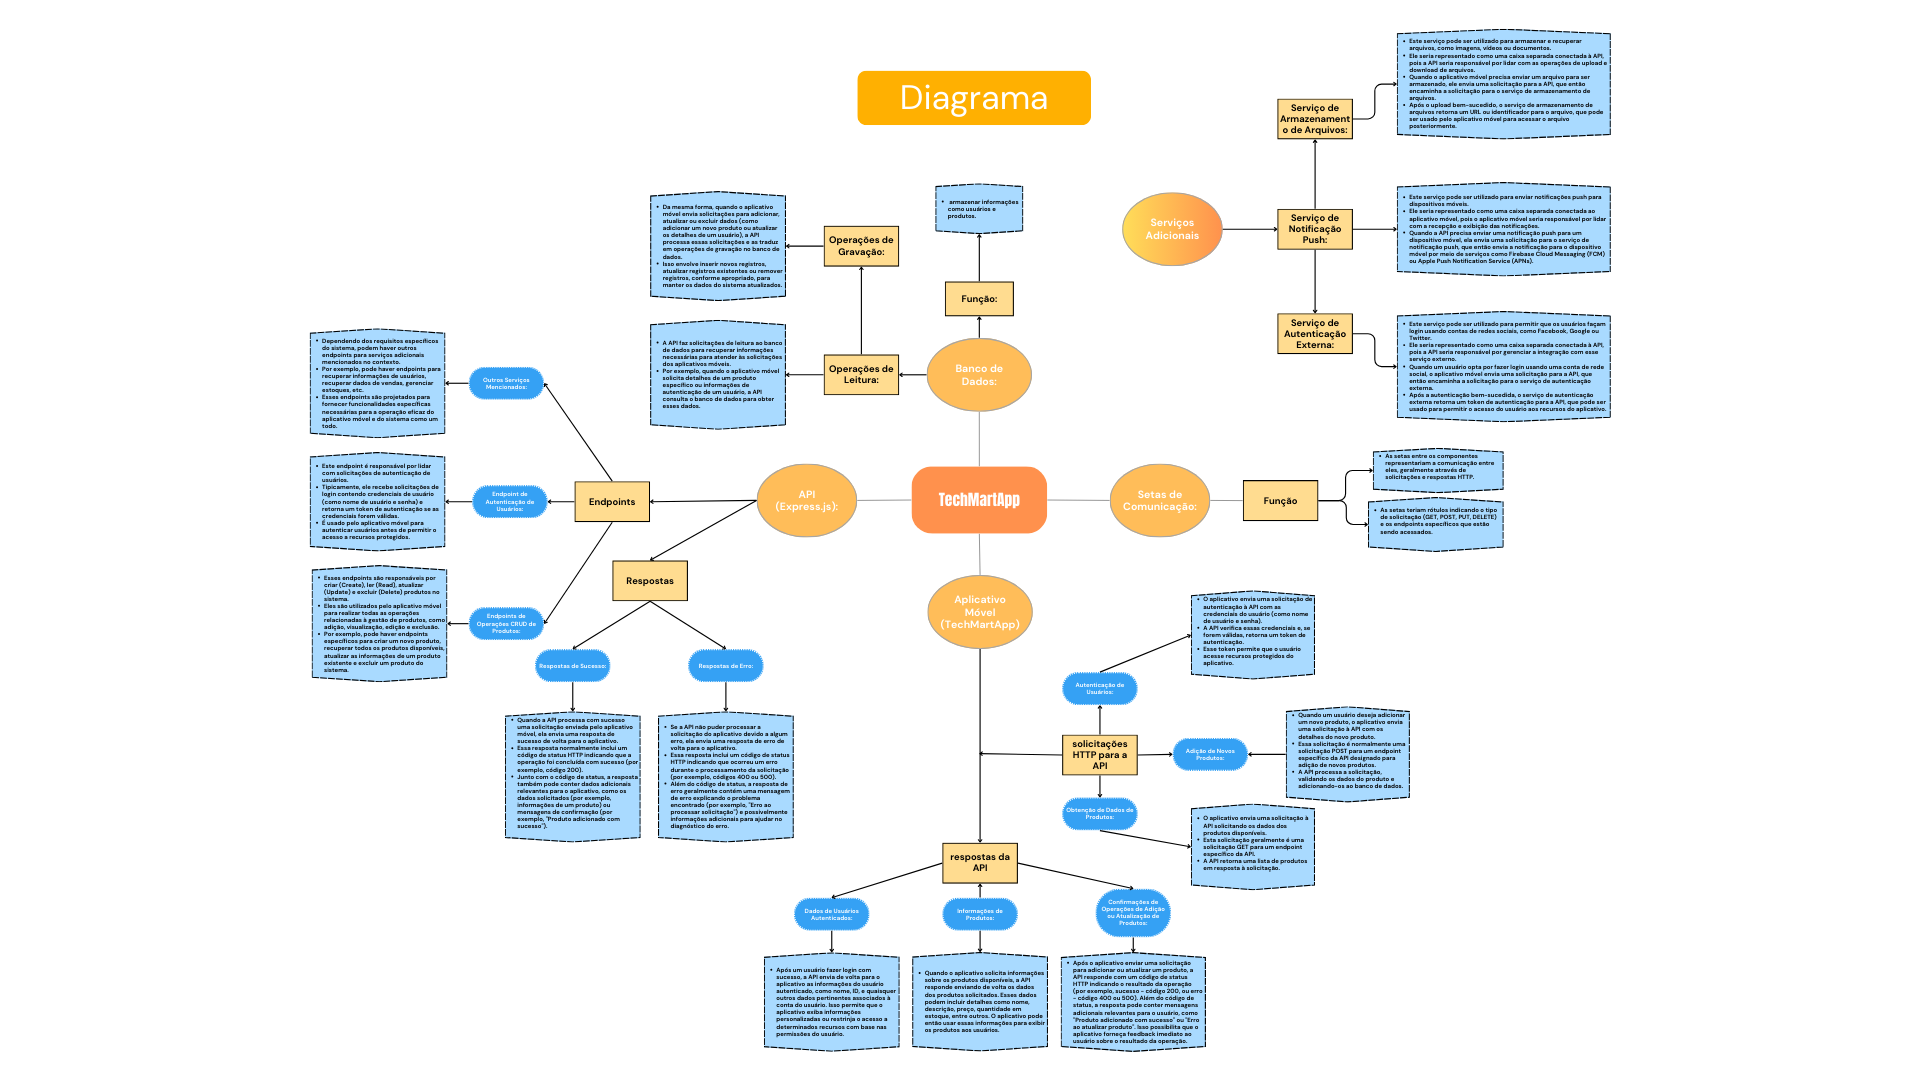 Diagrama
• Este serviço pode ser utilizado para armazenar e recuperar
arquivos, como imagens, vídeos ou documentos.
• Ele seria representado como uma caixa separada conectada à API,
pois a API seria responsável por lidar com as operações de upload e
download de arquivos.
• Quando o aplicativo móvel precisa enviar um arquivo para ser
armazenado, ele envia uma solicitação para a API, que então
encaminha a solicitação para o serviço de armazenamento de
arquivos.
• Após o upload bem-sucedido, o serviço de armazenamento de
arquivos retorna um URL ou identificador para o arquivo, que pode
ser usado pelo aplicativo móvel para acessar o arquivo
posteriormente.
Serviço de
Armazenament
o de Arquivos:
Serviços
Adicionais
Serviço de
Notificação
Push:
• Este serviço pode ser utilizado para enviar notificações push para
dispositivos móveis.
• Ele seria representado como uma caixa separada conectada ao
aplicativo móvel, pois o aplicativo móvel seria responsável por lidar
com a recepção e exibição das notificações.
• Quando a API precisa enviar uma notificação push para um
dispositivo móvel, ela envia uma solicitação para o serviço de
notificação push, que então envia a notificação para o dispositivo
móvel por meio de serviços como Firebase Cloud Messaging (FCM)
ou Apple Push Notification Service (APNs).
Serviço de
Autenticação
Externa:
• Este serviço pode ser utilizado para permitir que os usuários façam
login usando contas de redes sociais, como Facebook, Google ou
Twitter.
• Ele seria representado como uma caixa separada conectada à API,
pois a API seria responsável por gerenciar a integração com esse
serviço externo.
• Quando um usuário opta por fazer login usando uma conta de rede
social, o aplicativo móvel envia uma solicitação para a API, que
então encaminha a solicitação para o serviço de autenticação
externa.
• Após a autenticação bem-sucedida, o serviço de autenticação
externa retorna um token de autenticação para a API, que pode ser
usado para permitir o acesso do usuário aos recursos do aplicativo.
• Da mesma forma, quando o aplicativo
móvel envia solicitações para adicionar,
atualizar ou excluir dados (como
adicionar um novo produto ou atualizar
os detalhes de um usuário), a API
processa essas solicitações e as traduz
em operações de gravação no banco de
dados.
• Isso envolve inserir novos registros,
atualizar registros existentes ou remover
registros, conforme apropriado, para
manter os dados do sistema atualizados.
Operações de
Gravação:
• armazenar informações
como usuários e
produtos.
Função:
• A API faz solicitações de leitura ao banco
de dados para recuperar informações
necessárias para atender às solicitações
dos aplicativos móveis.
• Por exemplo, quando o aplicativo móvel
solicita detalhes de um produto
específico ou informações de
autenticação de um usuário, a API
consulta o banco de dados para obter
esses dados.
Operações de
Leitura:
Banco de
Dados:
• Dependendo dos requisitos específicos
do sistema, podem haver outros
endpoints para serviços adicionais
mencionados no contexto.
• Por exemplo, pode haver endpoints para
recuperar informações de usuários,
recuperar dados de vendas, gerenciar
estoques, etc.
• Esses endpoints são projetados para
fornecer funcionalidades específicas
necessárias para a operação eficaz do
aplicativo móvel e do sistema como um
todo.
Outros Serviços
Mencionados:
• Este endpoint é responsável por lidar
com solicitações de autenticação de
usuários.
• Tipicamente, ele recebe solicitações de
login contendo credenciais de usuário
(como nome de usuário e senha) e
retorna um token de autenticação se as
credenciais forem válidas.
• É usado pelo aplicativo móvel para
autenticar usuários antes de permitir o
acesso a recursos protegidos.
Endpoint de
Autenticação de
Usuários:
Endpoints
API
(Express.js):
TechMartApp
Setas de
Comunicação:
Função
• As setas entre os componentes
representariam a comunicação entre
eles, geralmente através de
solicitações e respostas HTTP.
• As setas teriam rótulos indicando o tipo
de solicitação (GET, POST, PUT, DELETE)
e os endpoints específicos que estão
sendo acessados.
• Esses endpoints são responsáveis por
criar (Create), ler (Read), atualizar
(Update) e excluir (Delete) produtos no
sistema.
• Eles são utilizados pelo aplicativo móvel
para realizar todas as operações
relacionadas à gestão de produtos, como
adição, visualização, edição e exclusão.
• Por exemplo, pode haver endpoints
específicos para criar um novo produto,
recuperar todos os produtos disponíveis,
atualizar as informações de um produto
existente e excluir um produto do
sistema.
Endpoints de
Operações CRUD de
Produtos:
Respostas
Respostas de Sucesso:
Respostas de Erro:
• Quando a API processa com sucesso
uma solicitação enviada pelo aplicativo
móvel, ela envia uma resposta de
sucesso de volta para o aplicativo.
• Essa resposta normalmente inclui um
código de status HTTP indicando que a
operação foi concluída com sucesso (por
exemplo, código 200).
• Junto com o código de status, a resposta
também pode conter dados adicionais
relevantes para o aplicativo, como os
dados solicitados (por exemplo,
informações de um produto) ou
mensagens de confirmação (por
exemplo, "Produto adicionado com
sucesso").
• Se a API não puder processar a
solicitação do aplicativo devido a algum
erro, ela envia uma resposta de erro de
volta para o aplicativo.
• Essa resposta inclui um código de status
HTTP indicando que ocorreu um erro
durante o processamento da solicitação
(por exemplo, códigos 400 ou 500).
• Além do código de status, a resposta de
erro geralmente contém uma mensagem
de erro explicando o problema
encontrado (por exemplo, "Erro ao
processar solicitação") e possivelmente
informações adicionais para ajudar no
diagnóstico do erro.
Aplicativo
Móvel
(TechMartApp)
• O aplicativo envia uma solicitação de
autenticação à API com as
credenciais do usuário (como nome
de usuário e senha).
• A API verifica essas credenciais e, se
forem válidas, retorna um token de
autenticação.
• Esse token permite que o usuário
acesse recursos protegidos do
aplicativo.
Autenticação de
Usuários:
solicitações
HTTP para a
API
Adição de Novos
Produtos:
• Quando um usuário deseja adicionar
um novo produto, o aplicativo envia
uma solicitação à API com os
detalhes do novo produto.
• Essa solicitação é normalmente uma
solicitação POST para um endpoint
específico da API designado para
adição de novos produtos.
• A API processa a solicitação,
validando os dados do produto e
adicionando-os ao banco de dados.
Obtenção de Dados de
Produtos:
• O aplicativo envia uma solicitação à
API solicitando os dados dos
produtos disponíveis.
• Esta solicitação geralmente é uma
solicitação GET para um endpoint
específico da API.
• A API retorna uma lista de produtos
em resposta à solicitação.
respostas da
API
Dados de Usuários
Autenticados:
Informações de
Produtos:
Confirmações de
Operações de Adição
ou Atualização de
Produtos:
• Após um usuário fazer login com
sucesso, a API envia de volta para o
aplicativo as informações do usuário
autenticado, como nome, ID, e quaisquer
outros dados pertinentes associados à
conta do usuário. Isso permite que o
aplicativo exiba informações
personalizadas ou restrinja o acesso a
determinados recursos com base nas
permissões do usuário.
• Quando o aplicativo solicita informações
sobre os produtos disponíveis, a API
responde enviando de volta os dados
dos produtos solicitados. Esses dados
podem incluir detalhes como nome,
descrição, preço, quantidade em
estoque, entre outros. O aplicativo pode
então usar essas informações para exibir
os produtos aos usuários.
• Após o aplicativo enviar uma solicitação
para adicionar ou atualizar um produto, a
API responde com um código de status
HTTP indicando o resultado da operação
(por exemplo, sucesso - código 200, ou erro
- código 400 ou 500). Além do código de
status, a resposta pode conter mensagens
adicionais relevantes para o usuário, como
"Produto adicionado com sucesso" ou "Erro
ao atualizar produto". Isso possibilita que o
aplicativo forneça feedback imediato ao
usuário sobre o resultado da operação.